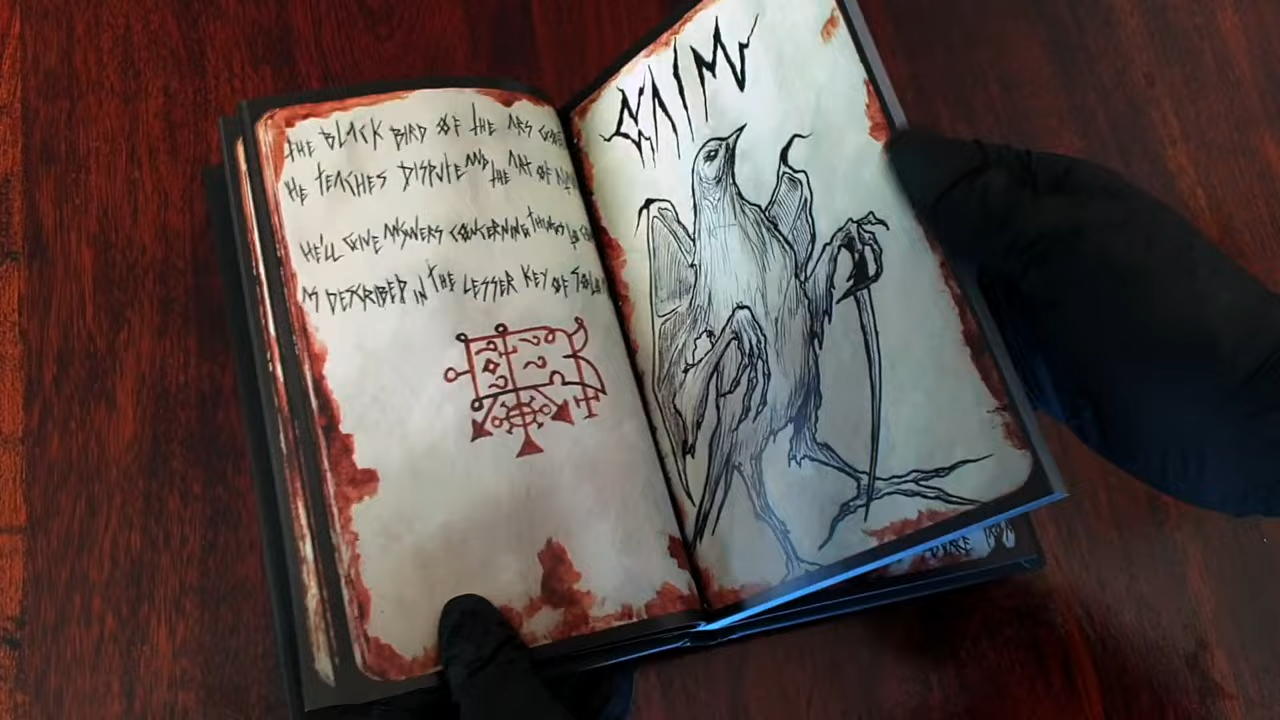 THE BLACK BIRD OF THE ARS
HE TEACHES DISPUTE AND THE ART OF
HE'LL GIVE ANSWERS CONCERNING THINGS
AS DESCRIBED IN THE LESSER KEY OF
CAIM